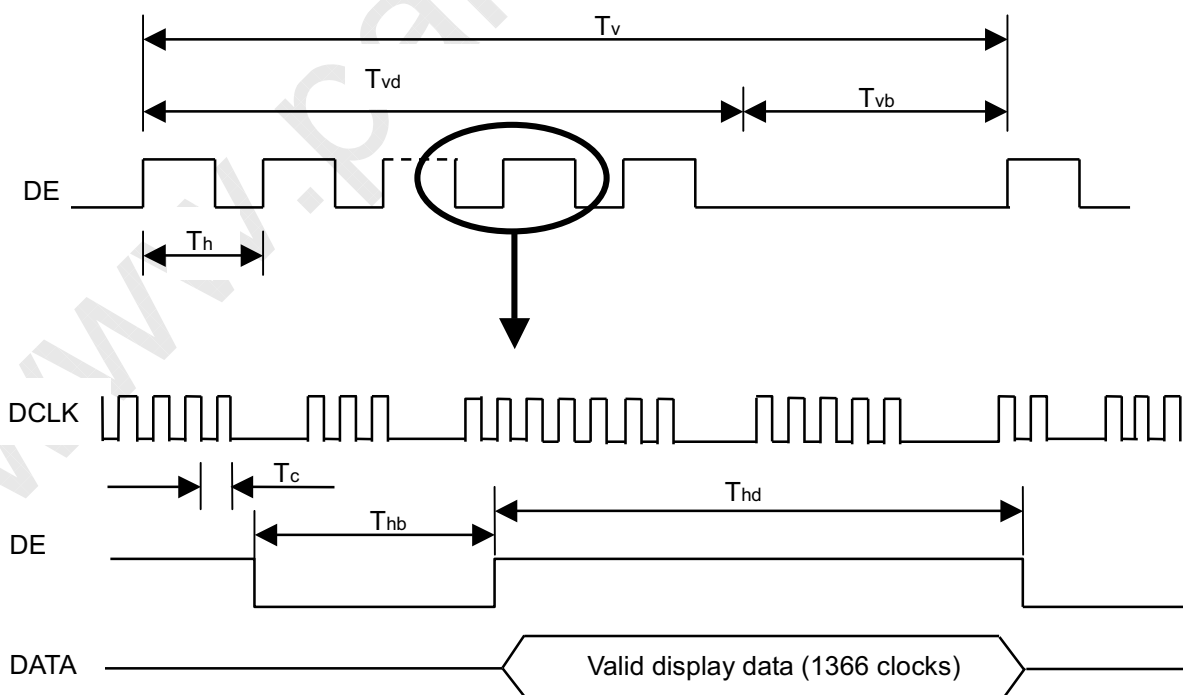 Tv
Tvd
Tvb
DE
Th
DCLK
Tc
Thd
Thb
DE
DATA
Valid display data (1366 clocks)